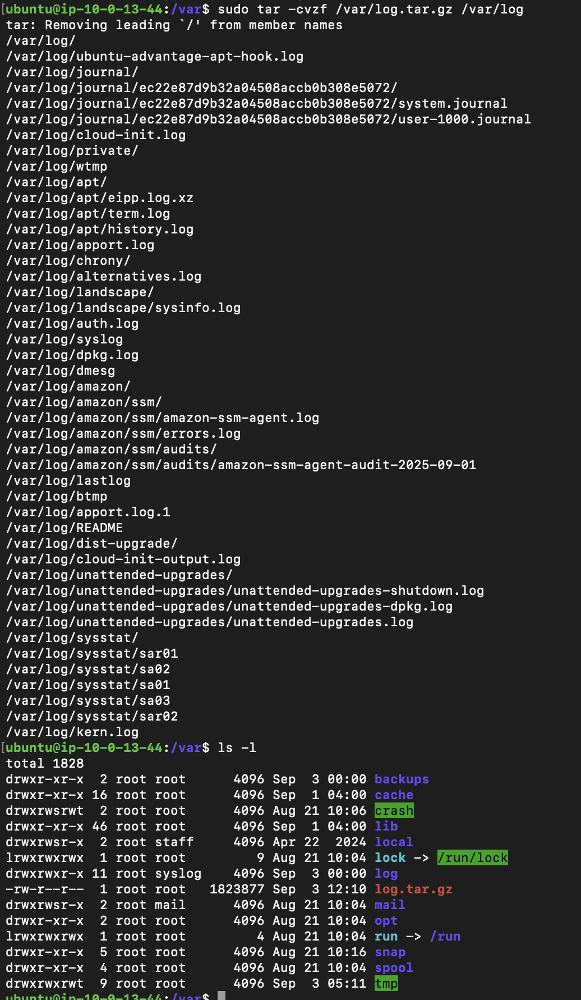 [ubuntu@ip-10-0-13-44:/var$ sudo tar -cvzf /var/log.tar.gz /var/log
tar: Removing leading `/' from member names
/var/log/
/var/log/ubuntu-advantage-apt-hook.log
/var/log/journal/
/var/log/journal/ec22e87d9b32a04508accb0b308e5072/
/var/log/journal/ec22e87d9b32a04508accb0b308e5072/system.journal
/var/log/journal/ec22e87d9b32a04508accb0b308e5072/user-1000.journal
/var/log/cloud-init.log
/var/log/private/
/var/log/wtmp
/var/log/apt/
/var/log/apt/eipp.log.xz
/var/log/apt/term.log
/var/log/apt/history.log
/var/log/apport.log
/var/log/chrony/
/var/log/alternatives.log
/var/log/landscape/
/var/log/landscape/sysinfo.log
/var/log/auth.log
/var/log/syslog
/var/log/dpkg.log
/var/log/dmesg
/var/log/amazon/
/var/log/amazon/ssm/
/var/log/amazon/ssm/amazon-ssm-agent.log
/var/log/amazon/ssm/errors.log
/var/log/amazon/ssm/audits/
/var/log/amazon/ssm/audits/amazon-ssm-agent-audit-2025-09-01
/var/log/lastlog
/var/log/btmp
/var/log/apport.log.1
/var/log/README
/var/log/dist-upgrade/
/var/log/cloud-init-output.log
/var/log/unattended-upgrades/
/var/log/unattended-upgrades/unattended-upgrades-shutdown.log
/var/log/unattended-upgrades/unattended-upgrades-dpkg.log
/var/log/unattended-upgrades/unattended-upgrades.log
/var/log/sysstat/
/var/log/sysstat/sar01
/var/log/sysstat/sa02
/var/log/sysstat/sa01
/var/log/sysstat/sa03
/var/log/sysstat/sar02
/var/log/kern.log
[ubuntu@ip-10-0-13-44:/var$ ls -l
total 1828
drwxr-xr-x  2 root root      4096 Sep  3 00:00 backups
drwxr-xr-x 16 root root      4096 Sep  1 04:00 cache
drwxrwsrwt  2 root root      4096 Aug 21 10:06 crash
drwxr-xr-x 46 root root      4096 Sep  1 04:00 lib
drwxrwsr-x  2 root staff     4096 Apr 22  2024 local
lrwxrwxrwx  1 root root         9 Aug 21 10:04 lock -> /run/lock
drwxrwxr-x 11 root syslog    4096 Sep  3 00:00 log
-rw-r--r--  1 root root   1823877 Sep  3 12:10 log.tar.gz
drwxrwsr-x  2 root mail      4096 Aug 21 10:04 mail
drwxr-xr-x  2 root root      4096 Aug 21 10:04 opt
lrwxrwxrwx  1 root root         4 Aug 21 10:04 run -> /run
drwxr-xr-x  5 root root      4096 Aug 21 10:16 snap
drwxr-xr-x  4 root root      4096 Aug 21 10:04 spool
drwxrwxrwt  9 root root      4096 Sep  3 05:11 tmp
ubuntu@ip-10-0-13-44:/var$